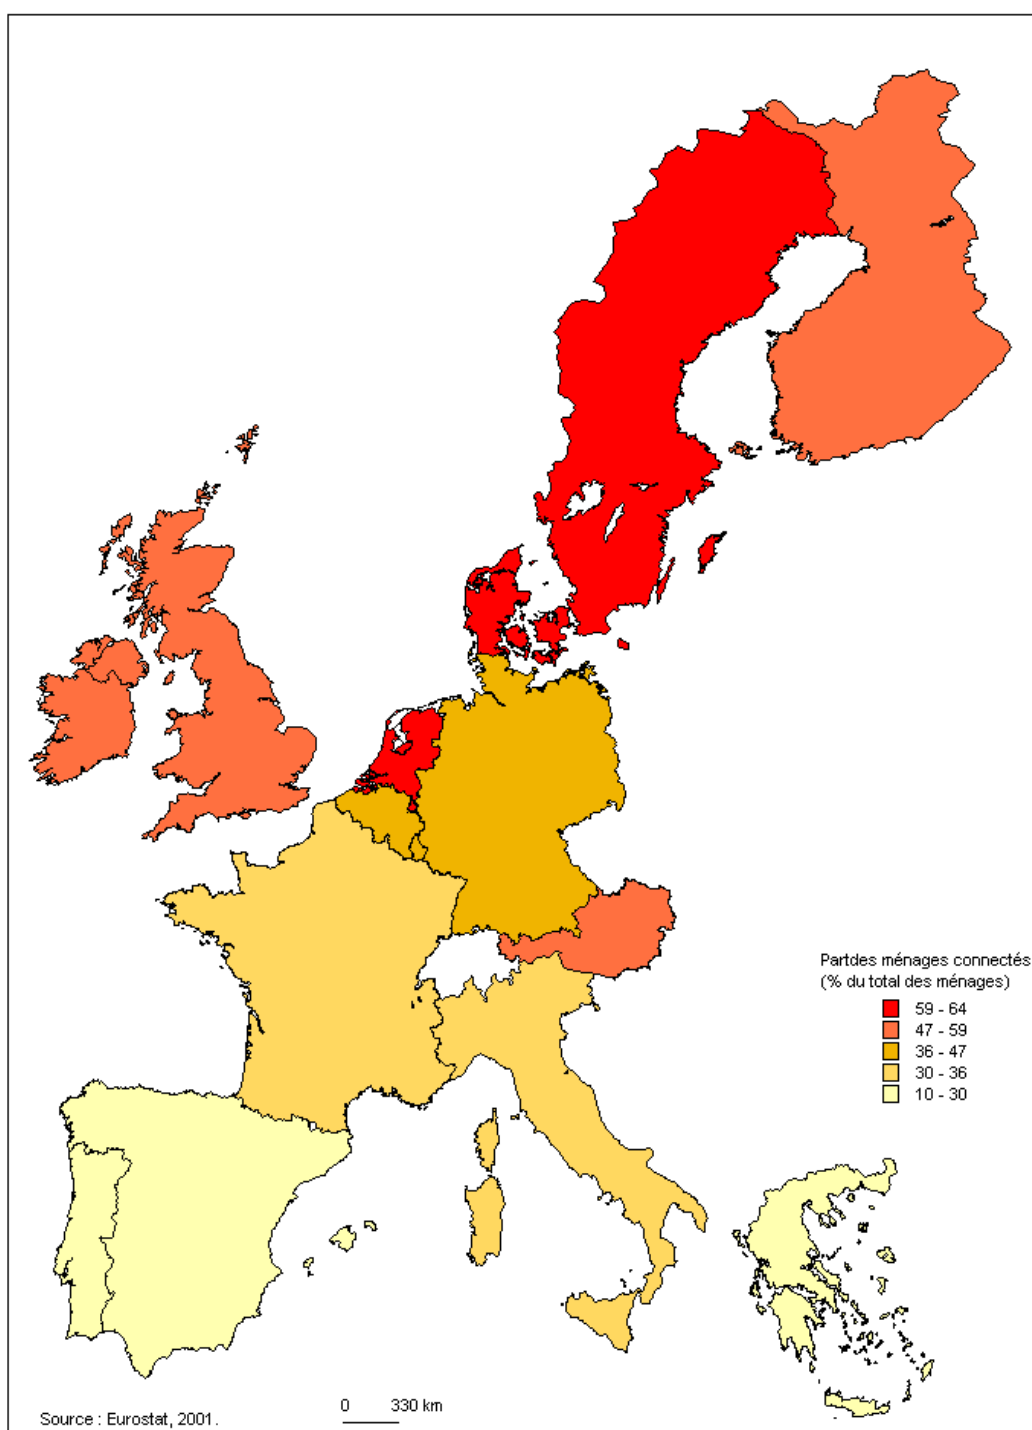 Partdes ménages connectés
(% du total des ménages)
59 - 64
47 - 59
36 - 47
30 - 36
10 - 30
0 330 km
Source : Eurostat, 2001.